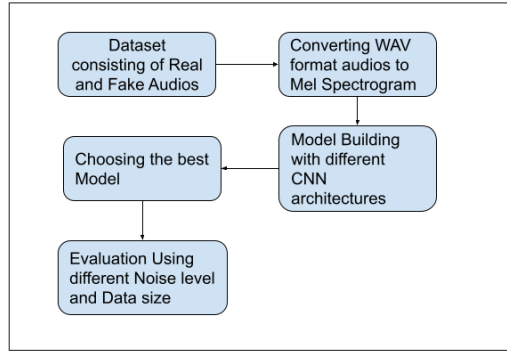 Dataset
consisting of Real
and Fake Audios
Converting WAV
format audios to
Mel Spectrogram
Model Building
with different
CNN
architectures
Choosing the best
Model
Evaluation Using
different Noise level
and Data size